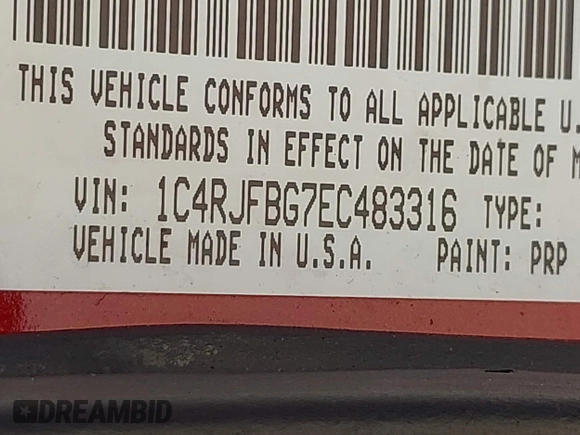 THIS VEHICLE CONFORMS TO ALL APPLICABLE U.
STANDARDS IN EFFECT ON THE DATE OF M
VIN: 1C4RJFBG7EC483316 TYPE:
VEHICLE MADE IN U.S.A. PAINT: PRP
DREAMBID